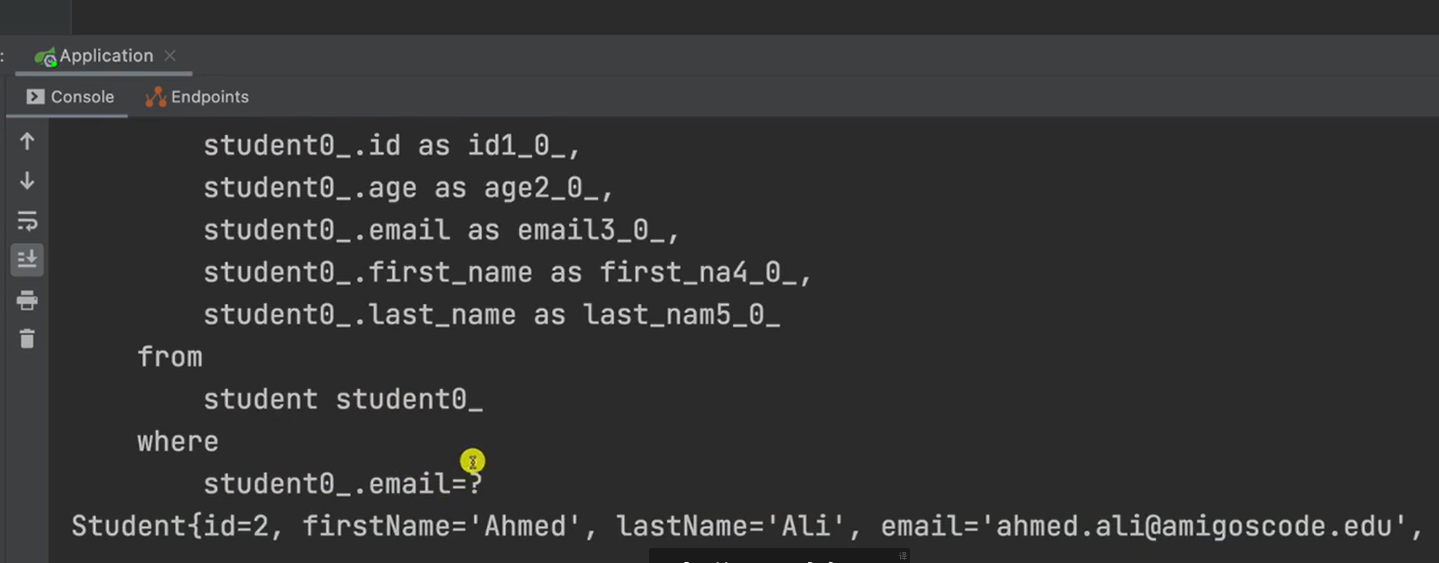 Application
Console Endpoints
student0_.id as id1_0_,
student0_.age as age2_0_,
student0_.email as email3_0_,
student0_.first_name as first_na4_0_,
student0_.last_name as last_nam5_0_
from
student student0_
where
student0_.email=?
Student{id=2, firstName='Ahmed', lastName='Ali', email='ahmed.ali@amigoscode.edu',